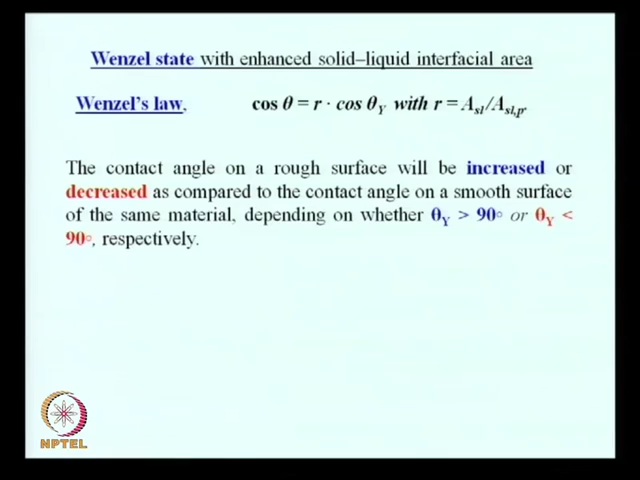 Wenzel state with enhanced solid–liquid interfacial area
Wenzel's law, cos θ = r · cos θY with r = Asl/Asl,p.
The contact angle on a rough surface will be increased or
decreased as compared to the contact angle on a smooth surface
of the same material, depending on whether θY > 90° or θY <
90°, respectively.
NPTEL